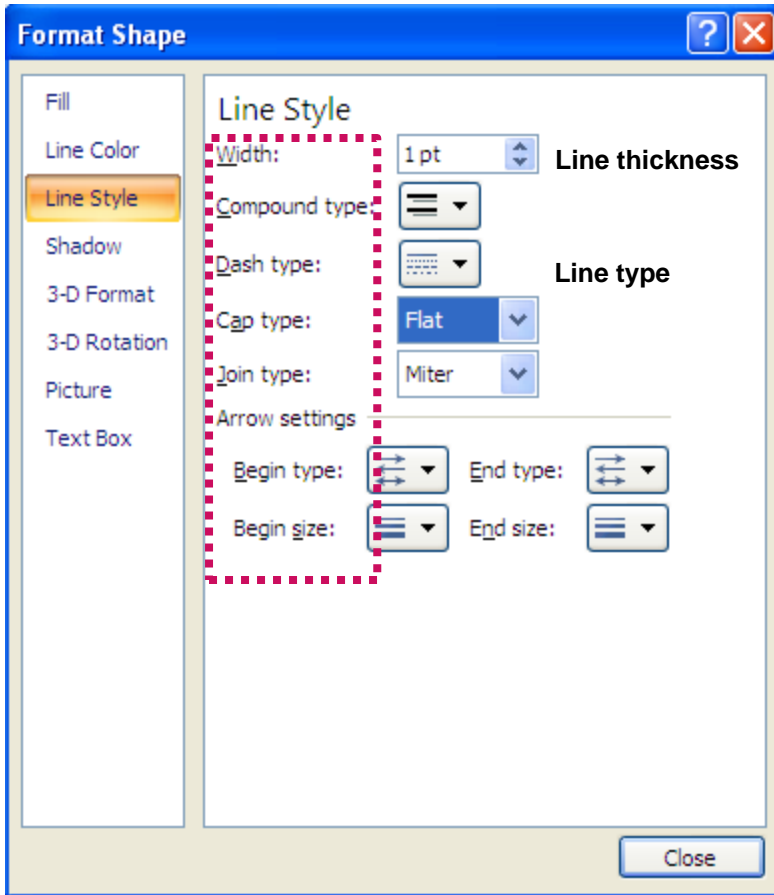 Format Shape
?
Fill
Line Color
Line Style
Shadow
3-D Format
3-D Rotation
Picture
Text Box
Line Style
Width: 1 pt Line thickness
Compound type:
Dash type: Line type
Cap type: Flat
Join type: Miter
Arrow settings
Begin type: End type:
Begin size: End size:
Close